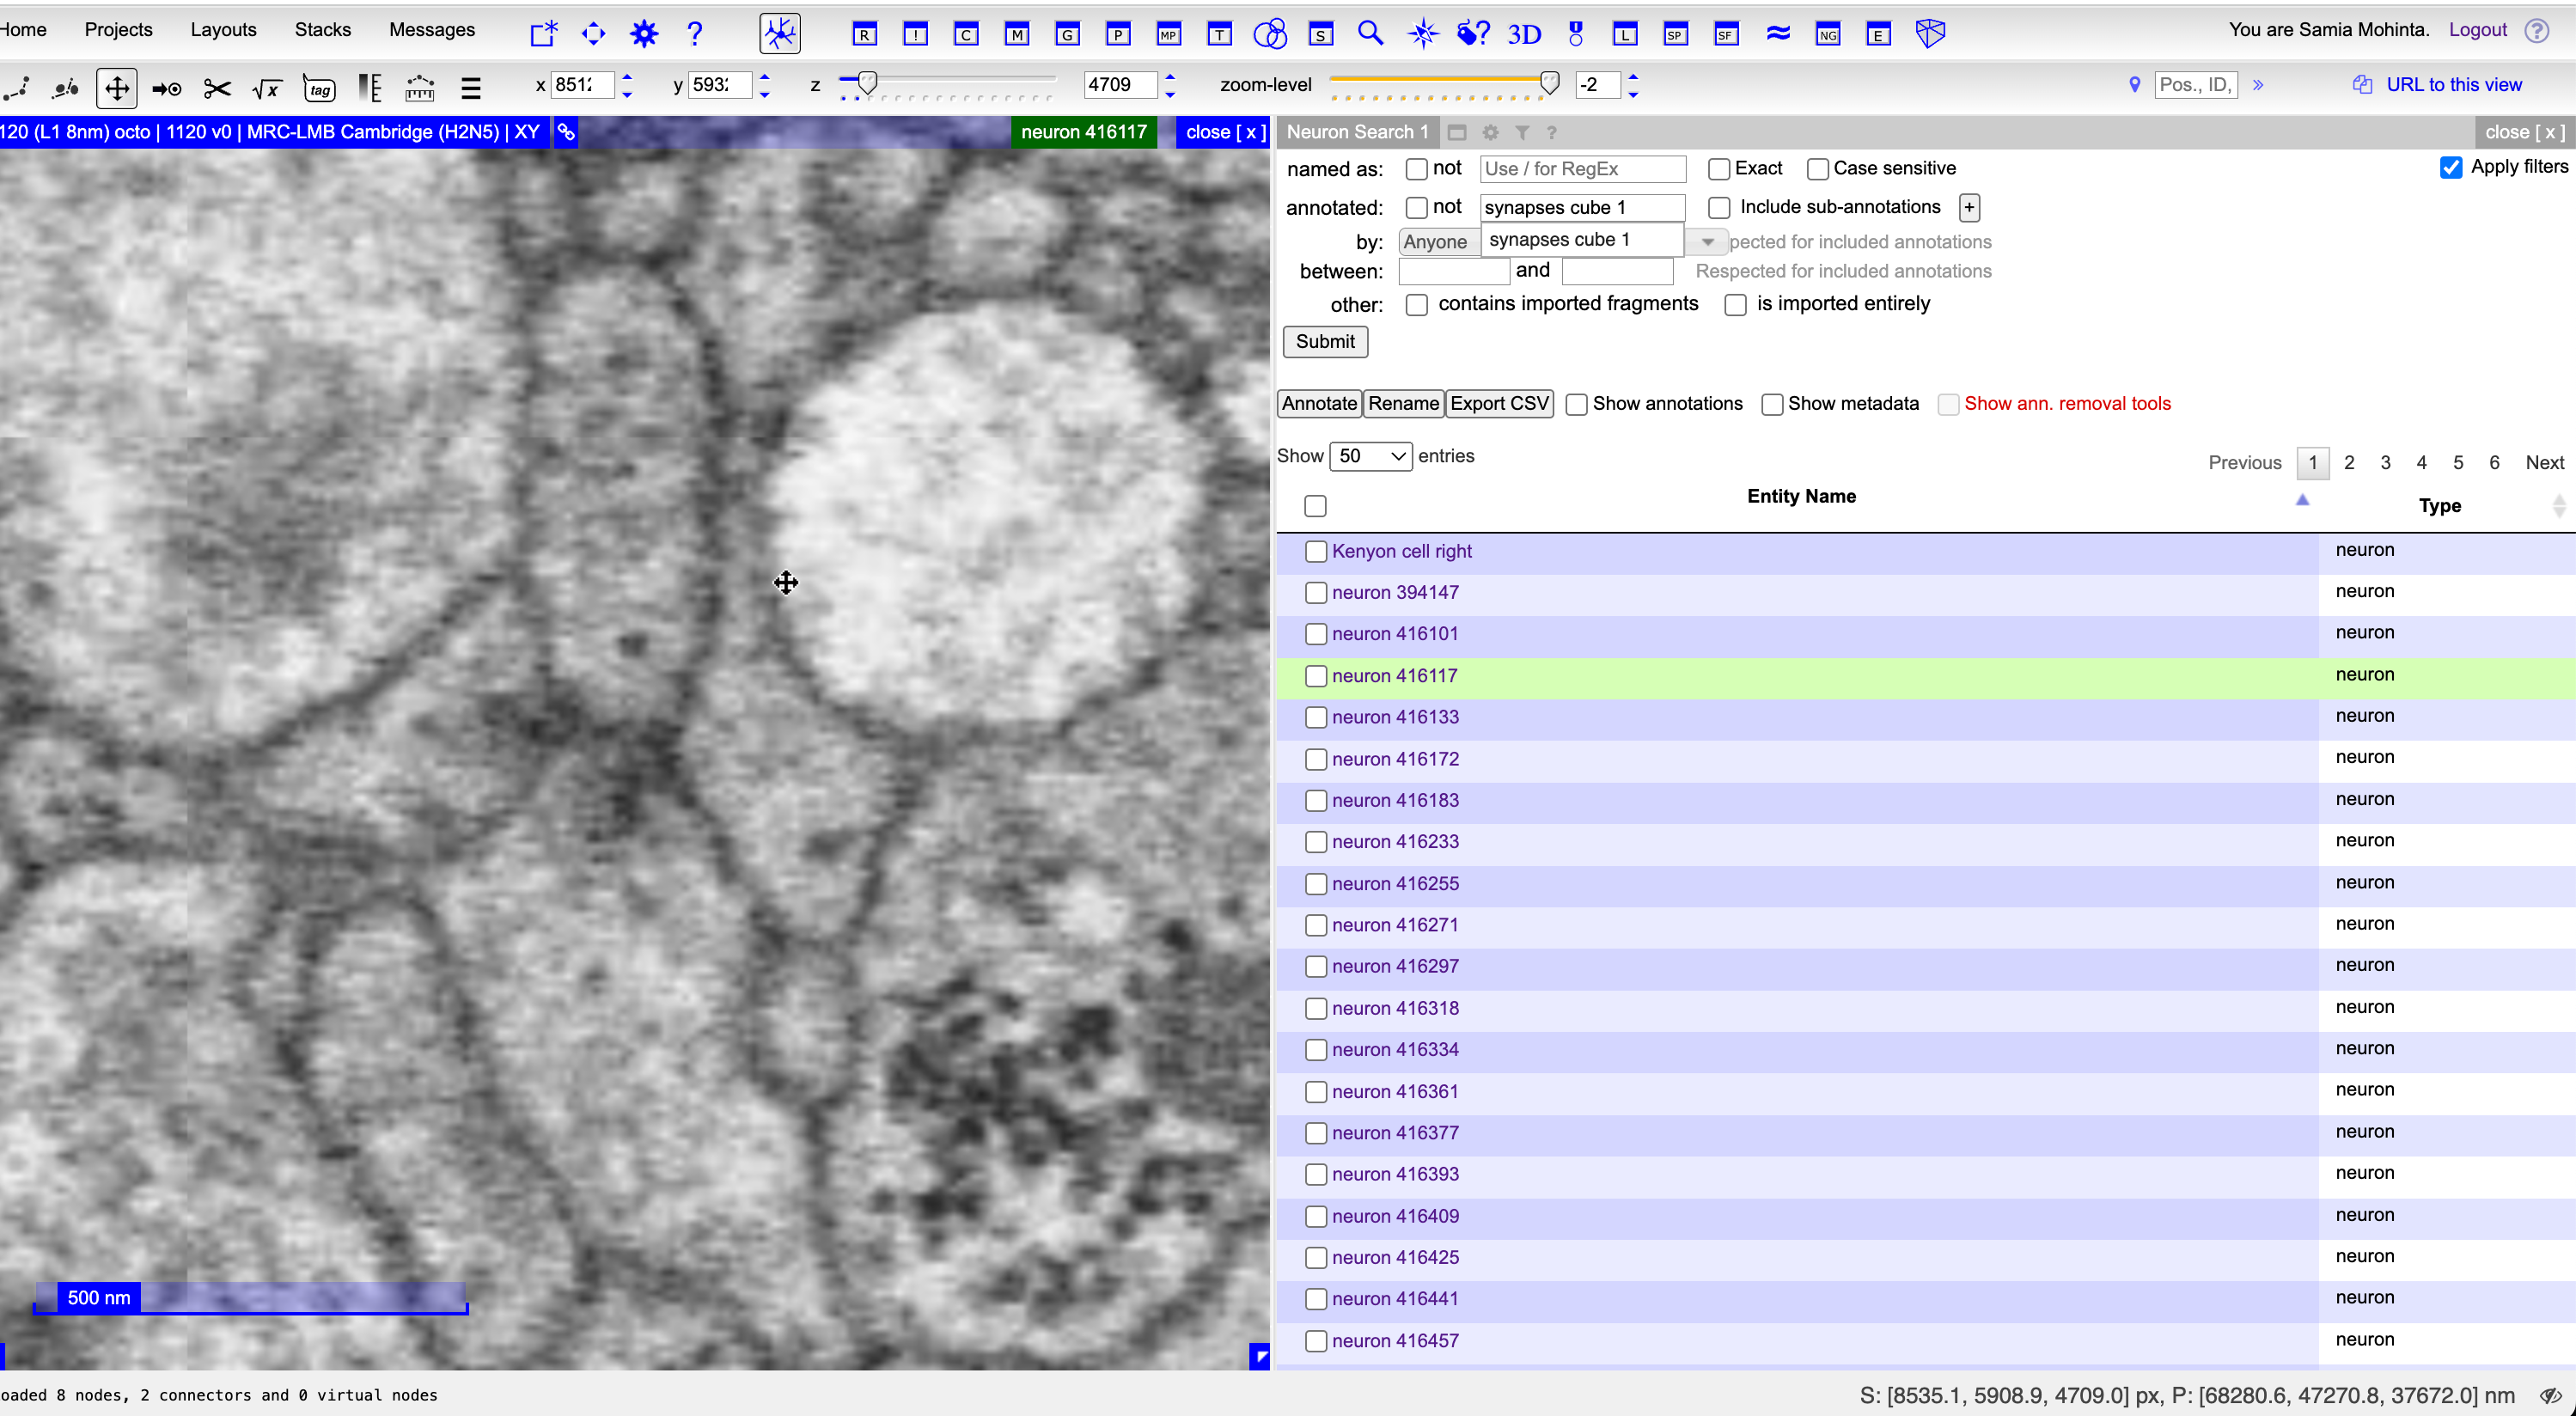 Home Projects Layouts Stacks Messages ? R ! C M G P MP T S ? 3D L SP SF NG E You are Samia Mohinta. Logout ?
tag x 851 y 593 z 4709 zoom-level -2 Pos., ID, » URL to this view
120 (L1 8nm) octo | 1120 v0 | MRC-LMB Cambridge (H2N5) | XY neuron 416117 close [ x ] Neuron Search 1 ? close [ x ]
named as: not Use / for RegEx Exact Case sensitive Apply filters
annotated: not synapses cube 1 Include sub-annotations +
by: Anyone synapses cube 1 pected for included annotations
between: and Respected for included annotations
other: contains imported fragments is imported entirely
Submit
Annotate Rename Export CSV Show annotations Show metadata Show ann. removal tools
Show 50 entries Previous 1 2 3 4 5 6 Next
Entity Name Type
Kenyon cell right neuron
neuron 394147 neuron
neuron 416101 neuron
neuron 416117 neuron
neuron 416133 neuron
neuron 416172 neuron
neuron 416183 neuron
neuron 416233 neuron
neuron 416255 neuron
neuron 416271 neuron
neuron 416297 neuron
neuron 416318 neuron
neuron 416334 neuron
neuron 416361 neuron
neuron 416377 neuron
neuron 416393 neuron
neuron 416409 neuron
neuron 416425 neuron
neuron 416441 neuron
neuron 416457 neuron
500 nm
oaded 8 nodes, 2 connectors and 0 virtual nodes S: [8535.1, 5908.9, 4709.0] px, P: [68280.6, 47270.8, 37672.0] nm